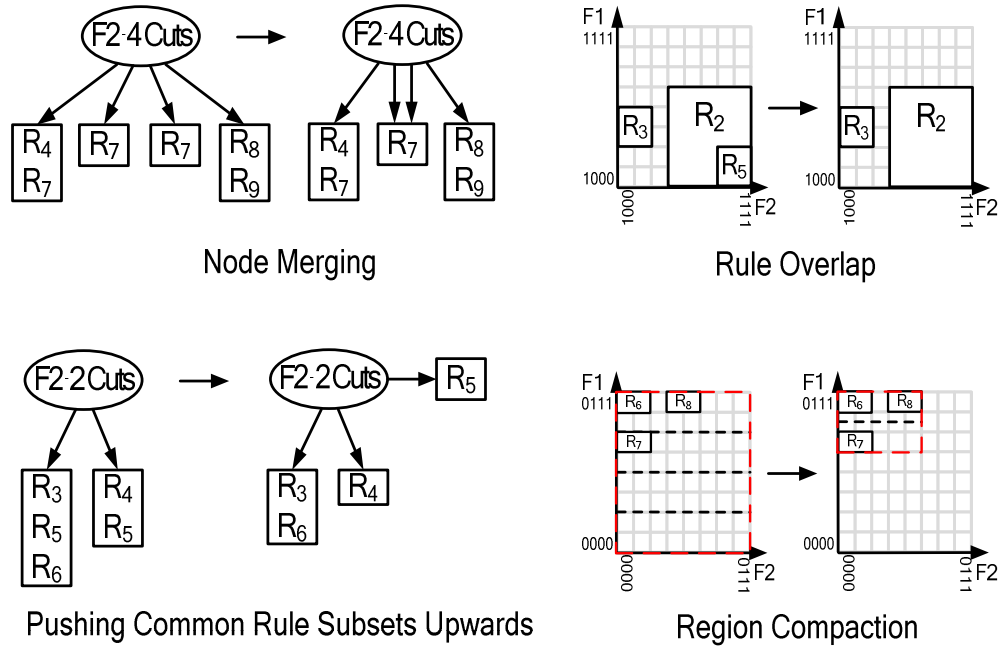 F2-4Cuts
F2-4Cuts
R4
R7
R7
R7
R8
R9
R4
R7
R7
R8
R9
Node Merging
F1
1111
R3
R2
R5
1000
1000
1111
F2
F1
1111
R3
R2
1000
1000
1111
F2
Rule Overlap
F2-2Cuts
R3
R5
R6
R4
R5
F2-2Cuts
R5
R3
R6
R4
Pushing Common Rule Subsets Upwards
F1
0111
R6
R8
R7
0000
0000
0111
F2
F1
0111
R6
R8
R7
0000
0000
0111
F2
Region Compaction